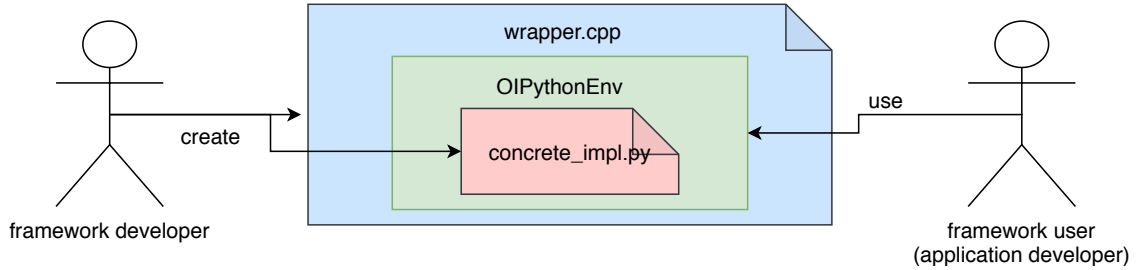 wrapper.cpp
OIPythonEnv
use
create
concrete_impl.py
framework developer
framework user
(application developer)